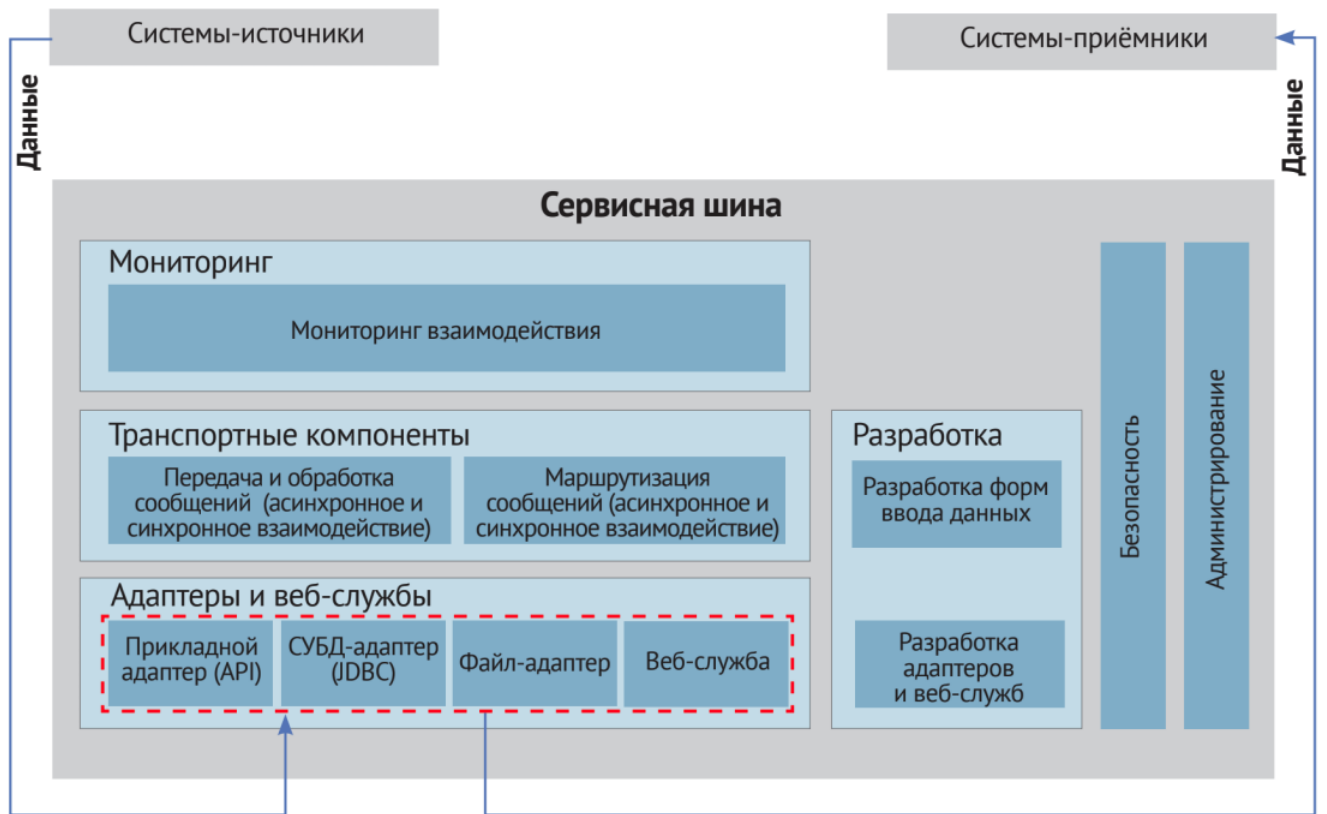 Системы-источники
Системы-приёмники
Данные
Данные
Сервисная шина
Мониторинг
Мониторинг взаимодействия
Транспортные компоненты
Передача и обработка
сообщений (асинхронное и
синхронное взаимодействие)
Маршрутизация
сообщений (асинхронное и
синхронное взаимодействие)
Разработка
Разработка форм
ввода данных
Разработка
адаптеров
и веб-служб
Безопасность
Администрирование
Адаптеры и веб-службы
Прикладной
адаптер (API)
СУБД-адаптер
(JDBC)
Файл-адаптер
Веб-служба